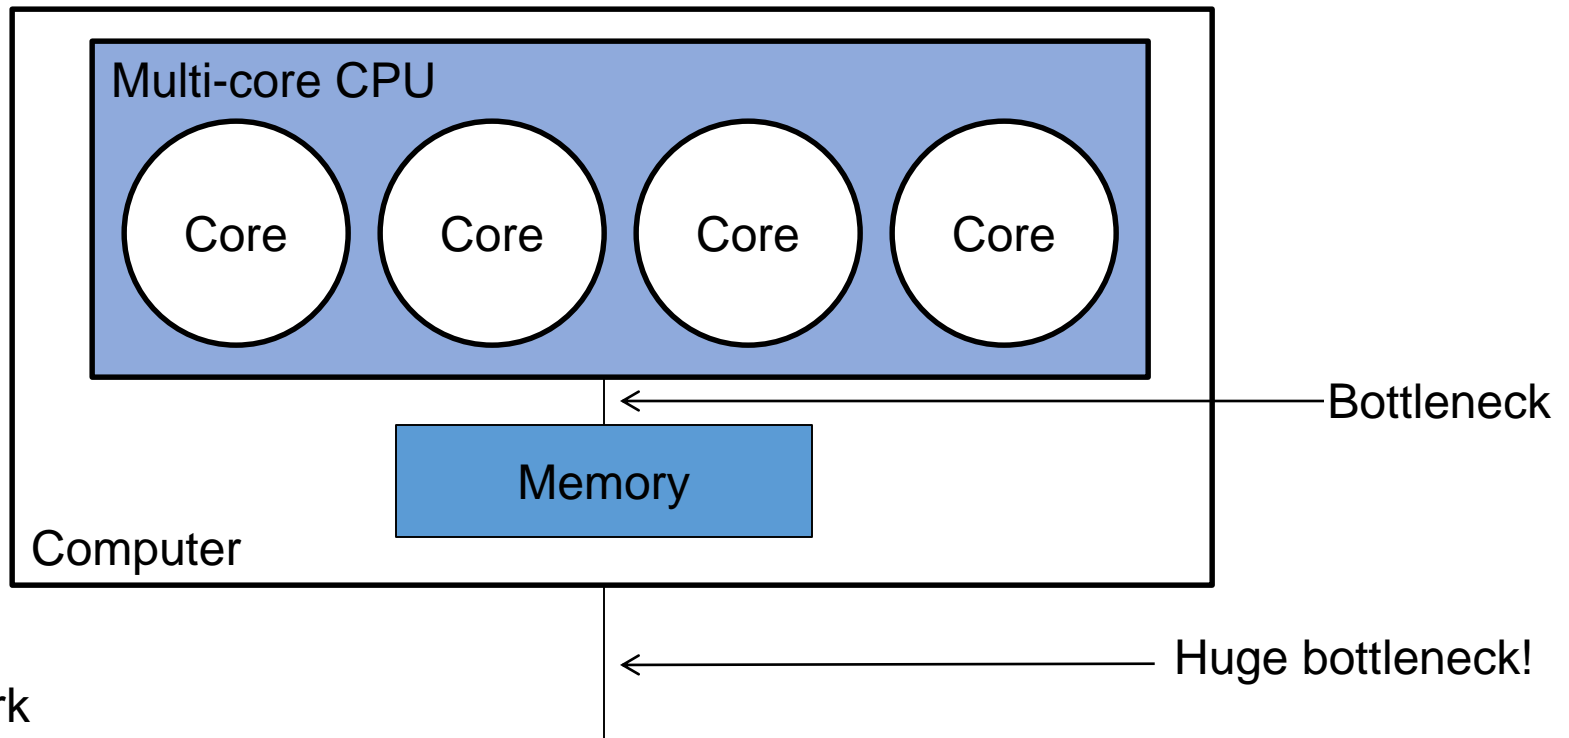 Multi-core CPU
Core Core Core Core
Bottleneck
Memory
Computer
Huge bottleneck!